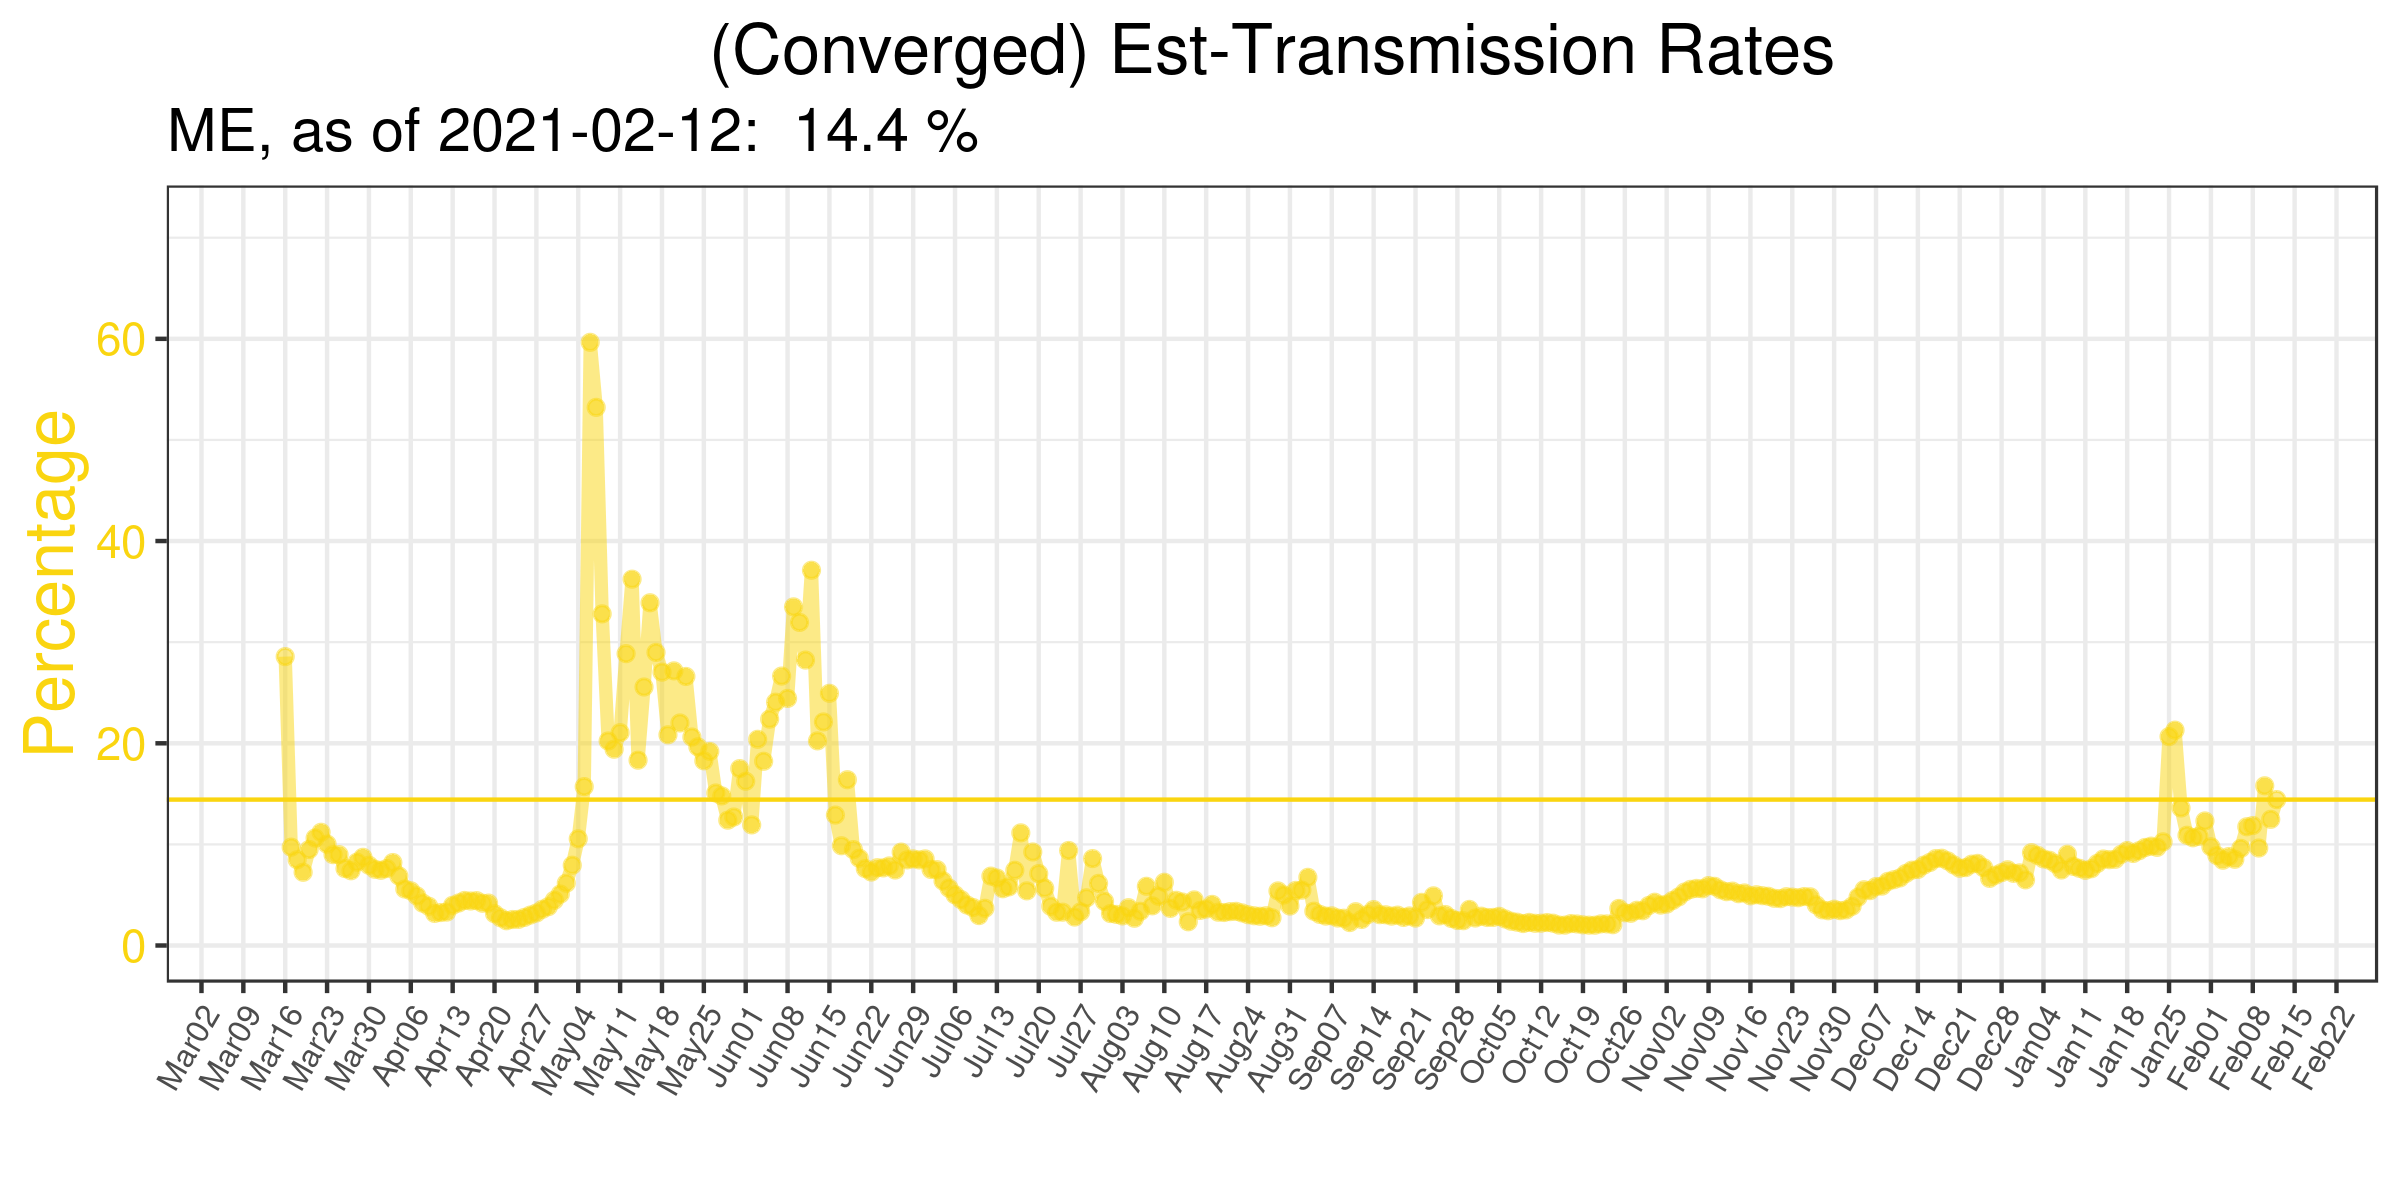 (Converged) Est-Transmission Rates
ME, as of 2021-02-12:  14.4 %
Percentage
60
40
20
0
Mar02 Mar09 Mar16 Mar23 Mar30 Apr06 Apr13 Apr20 Apr27 May04 May11 May18 May25 Jun01 Jun08 Jun15 Jun22 Jun29 Jul06 Jul13 Jul20 Jul27 Aug03 Aug10 Aug17 Aug24 Aug31 Sep07 Sep14 Sep21 Sep28 Oct05 Oct12 Oct19 Oct26 Nov02 Nov09 Nov16 Nov23 Nov30 Dec07 Dec14 Dec21 Dec28 Jan04 Jan11 Jan18 Jan25 Feb01 Feb08 Feb15 Feb22